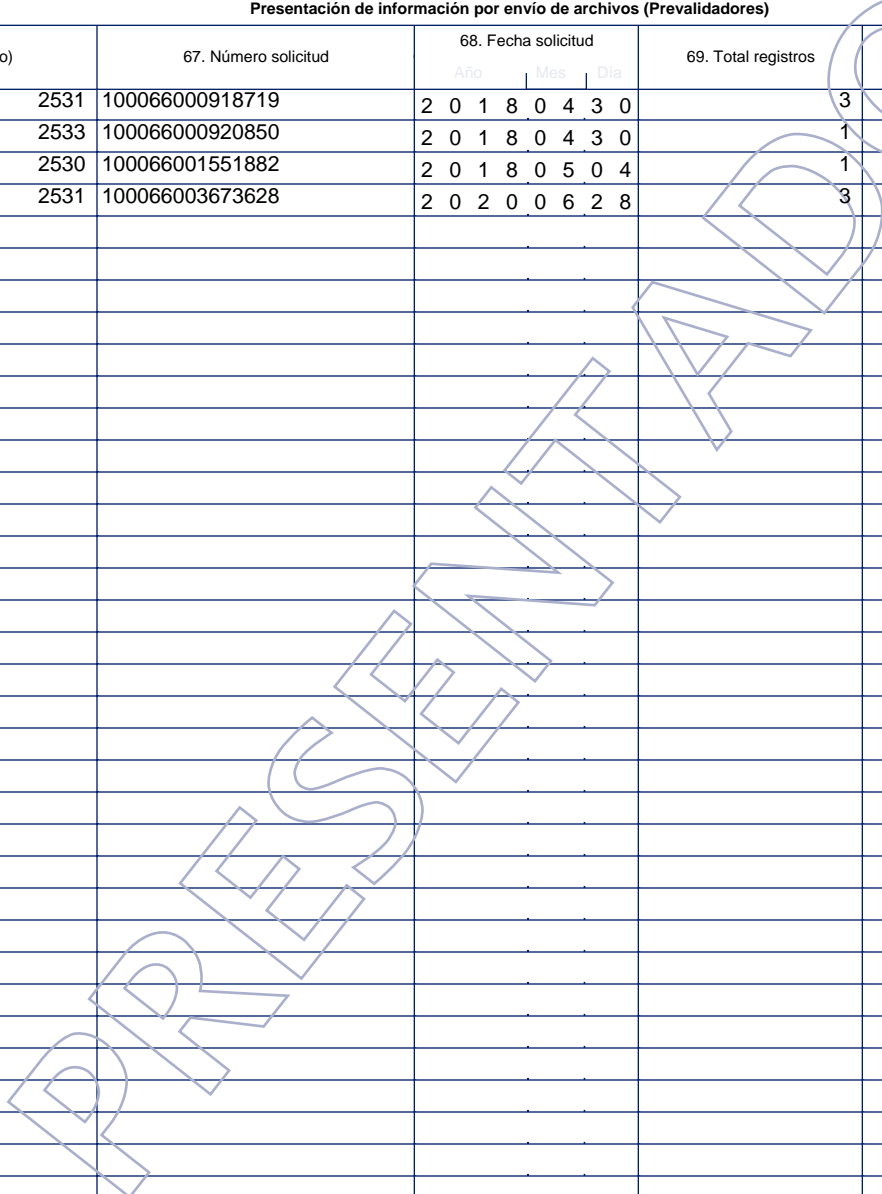 Presentación de información por envío de archivos (Prevalidadores)
o) 67. Número solicitud 68. Fecha solicitud 69. Total registros
Año Mes Día
2531 100066000918719 2 0 1 8 0 4 3 0 3
2533 100066000920850 2 0 1 8 0 4 3 0 1
2530 100066001551882 2 0 1 8 0 5 0 4 1
2531 100066003673628 2 0 2 0 0 6 2 8 3
PRESENTADO